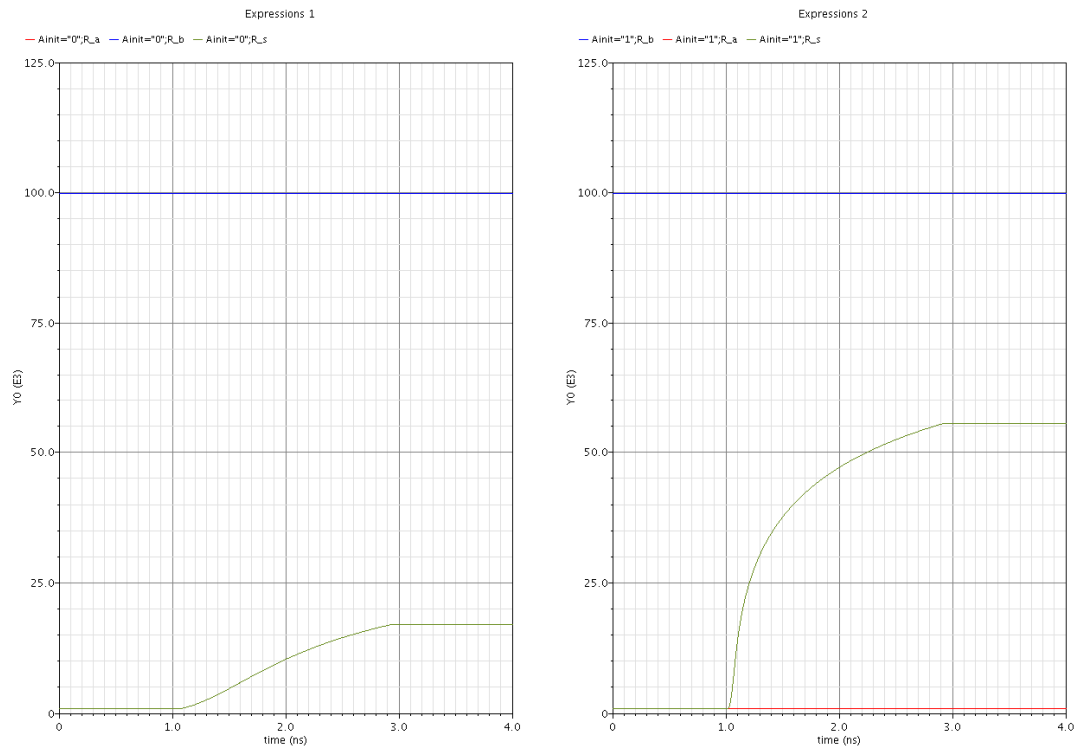 Expressions 1
Ainit="0";R_a Ainit="0";R_b Ainit="0";R_s
125.0
100.0
75.0
50.0
25.0
0
Y0 (E3)
0 1.0 2.0 3.0 4.0
time (ns)
Expressions 2
Ainit="1";R_b Ainit="1";R_a Ainit="1";R_s
125.0
100.0
75.0
50.0
25.0
0
Y0 (E3)
0 1.0 2.0 3.0 4.0
time (ns)